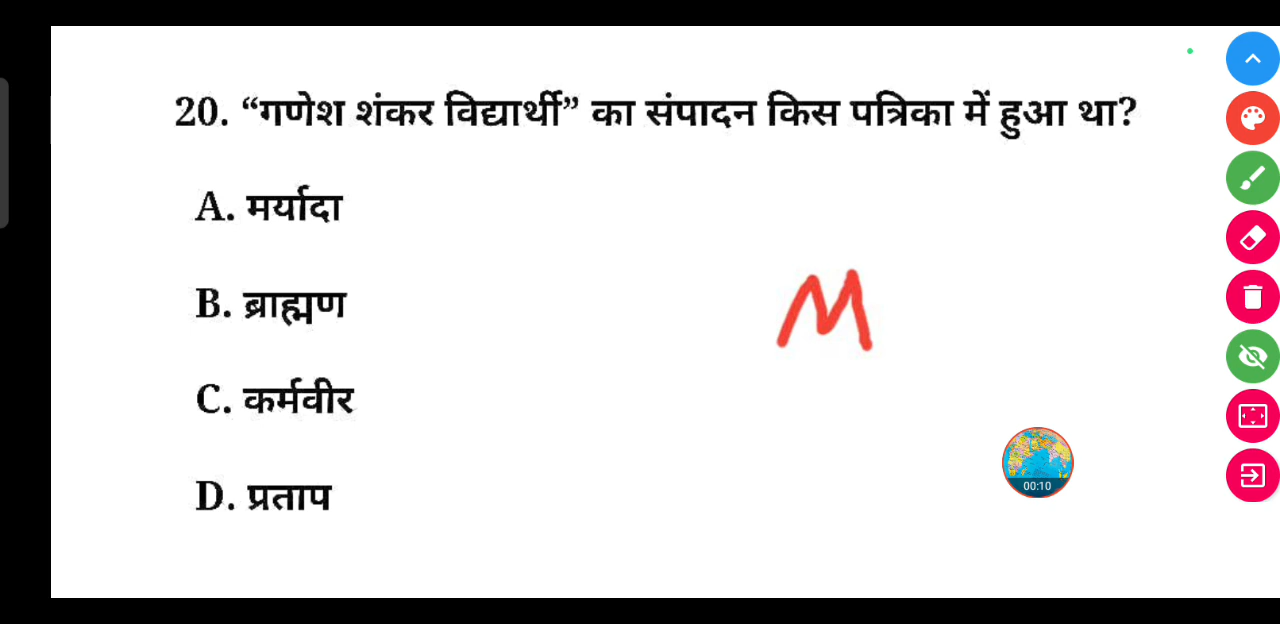 20. “गणेश शंकर विद्यार्थी” का संपादन किस पत्रिका में हुआ था?
A. मर्यादा
B. ब्राह्मण
M
C. कर्मवीर
00:10
D. प्रताप